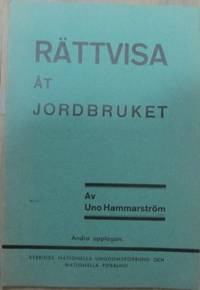 RÄTTVISA
ÅT
JORDBRUKET
Av
Uno Hammarström
Andra upplagan.
SVERIGES NATIONELLA UNGDOMSFÖRBUND OCH
NATIONELLA FÖRBUND